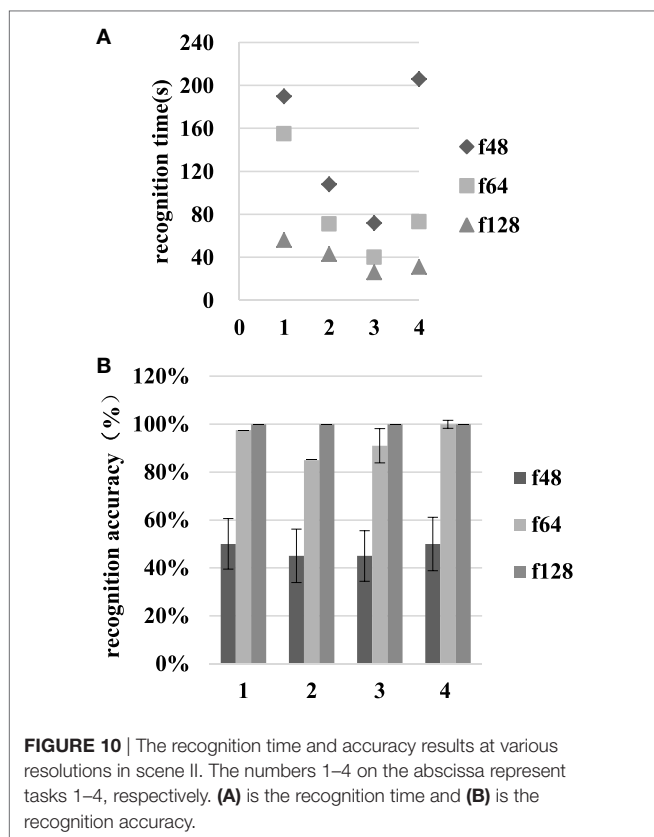 A
240
200
160
120
80
40
0
recognition time(s)
0 1 2 3 4
f48
f64
f128
B
120%
100%
80%
60%
40%
20%
0%
recognition accuracy（%）
1 2 3 4
f48
f64
f128
FIGURE 10 | The recognition time and accuracy results at various
resolutions in scene II. The numbers 1–4 on the abscissa represent
tasks 1–4, respectively. (A) is the recognition time and (B) is the
recognition accuracy.